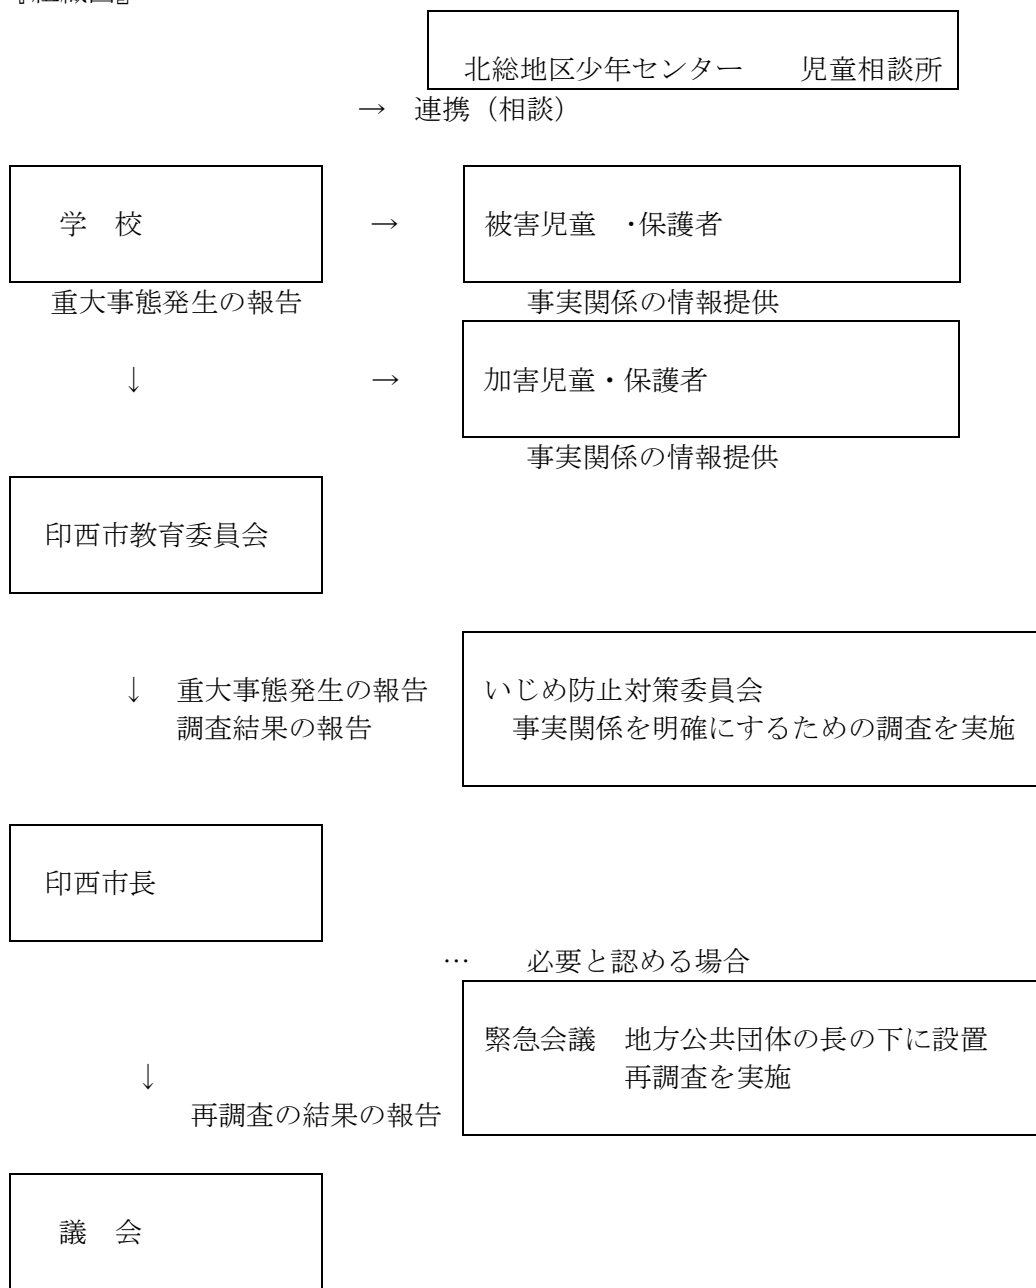 北総地区少年センター　児童相談所
→　連携（相談）
学　校　→　被害児童　・保護者
重大事態発生の報告　事実関係の情報提供
↓　→　加害児童・保護者
事実関係の情報提供
印西市教育委員会
↓　重大事態発生の報告　いじめ防止対策委員会
調査結果の報告　事実関係を明確にするための調査を実施
印西市長
…　必要と認める場合
緊急会議　地方公共団体の長の下に設置
↓　再調査を実施
再調査の結果の報告
議　会